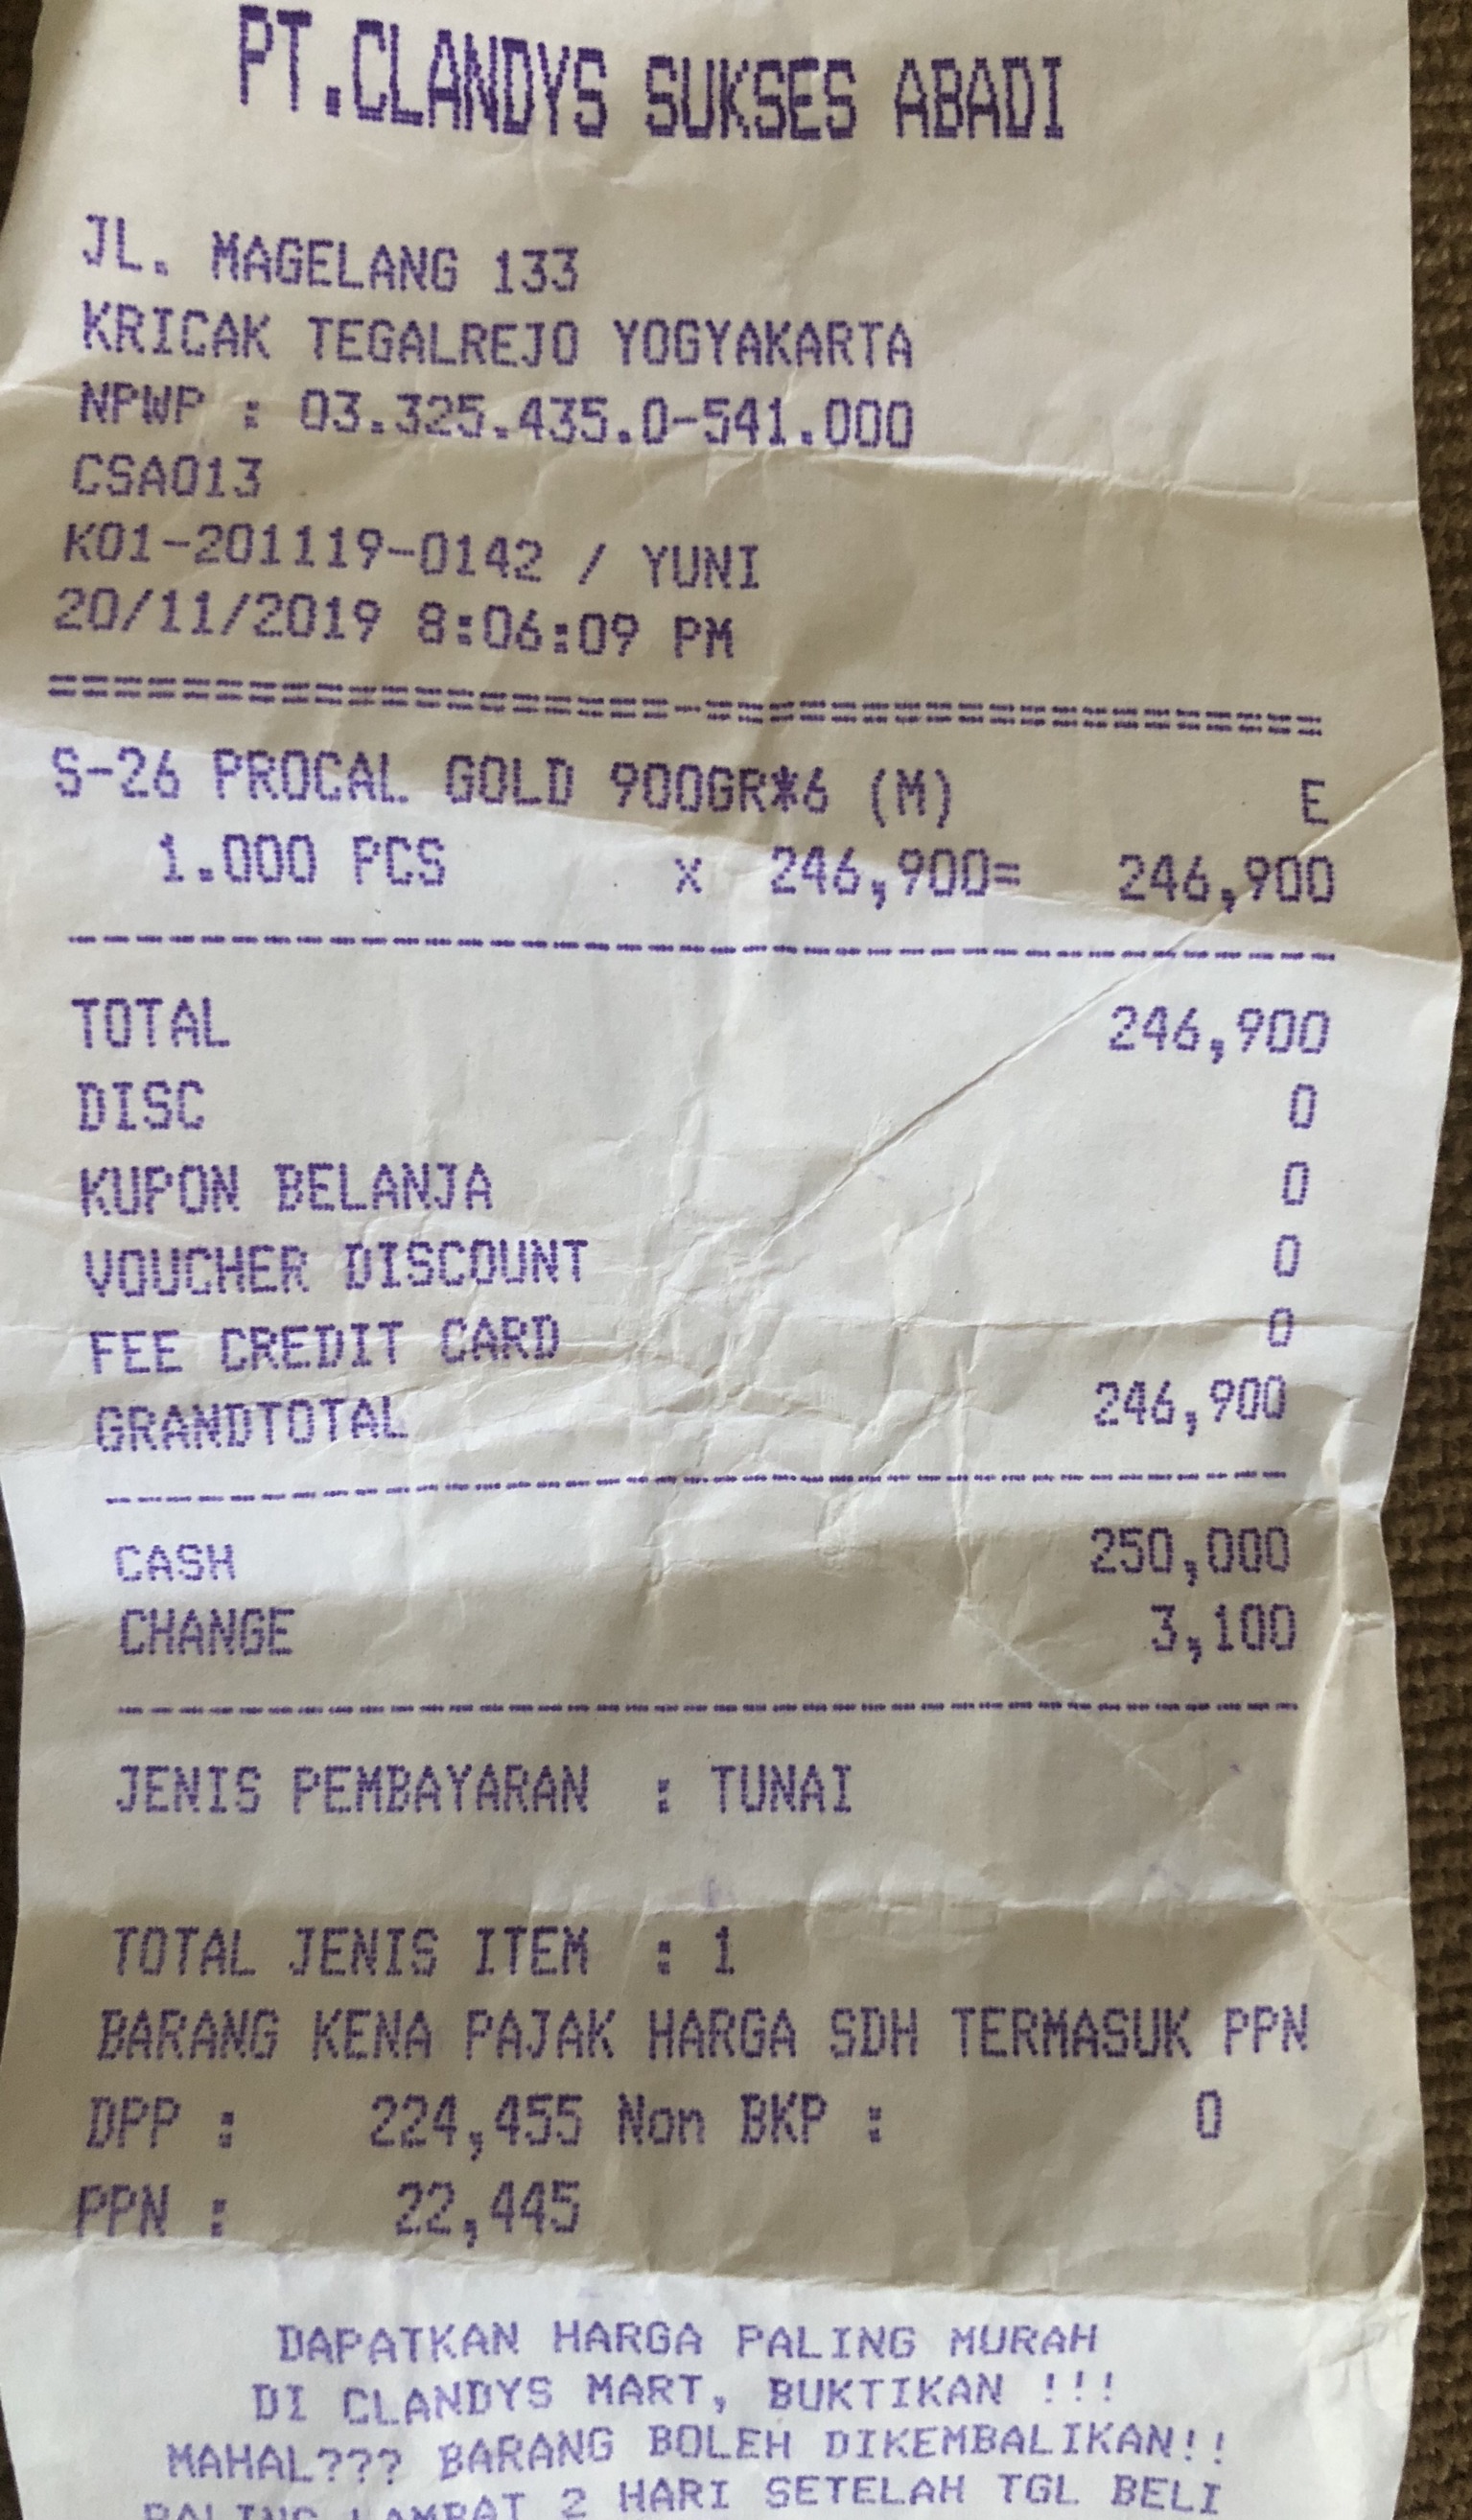 PT.CLANDYS SUKSES ABADI
JL. MAGELANG 133
KRICAK TEGALREJO YOGYAKARTA
NPWP : 03.325.435.0-541.000
CSA013
K01-201119-0142 / YUNI
20/11/2019 8:06:09 PM
S-26 PROCAL GOLD 900GR*6 (M) E
1.000 PCS x 246,900= 246,900
TOTAL 246,900
DISC 0
KUPON BELANJA 0
VOUCHER DISCOUNT 0
FEE CREDIT CARD 0
GRANDTOTAL 246,900
CASH 250,000
CHANGE 3,100
JENIS PEMBAYARAN : TUNAI
TOTAL JENIS ITEM : 1
BARANG KENA PAJAK HARGA SDH TERMASUK PPN
DPP : 224,455 Non BKP : 0
PPN : 22,445
DAPATKAN HARGA PALING MURAH
DI CLANDYS MART, BUKTIKAN !!!
MAHAL??? BARANG BOLEH DIKEMBALIKAN!!
PALING LAMBAT 2 HARI SETELAH TGL BELI